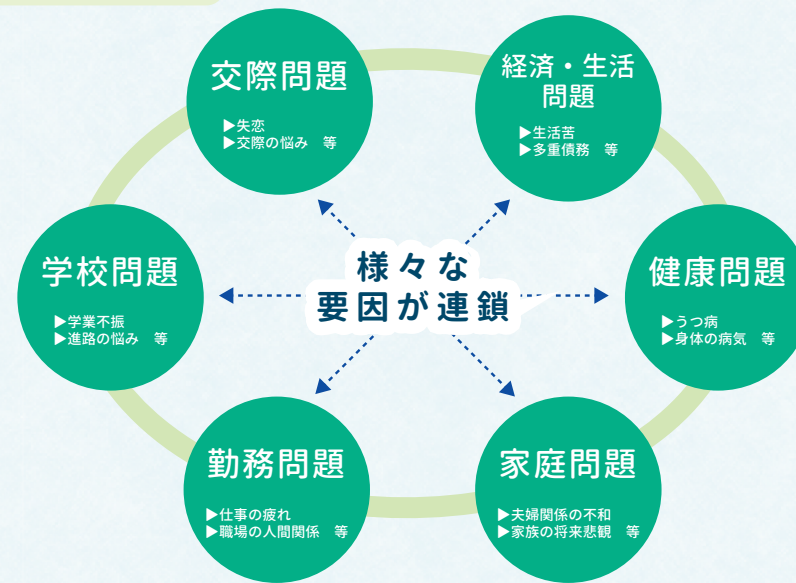 交際問題
▶失恋
▶交際の悩み　等
経済・生活
問題
▶生活苦
▶多重債務　等
学校問題
▶学業不振
▶進路の悩み　等
様々な
要因が連鎖
健康問題
▶うつ病
▶身体の病気　等
勤務問題
▶仕事の疲れ
▶職場の人間関係　等
家庭問題
▶夫婦関係の不和
▶家族の将来悲観　等